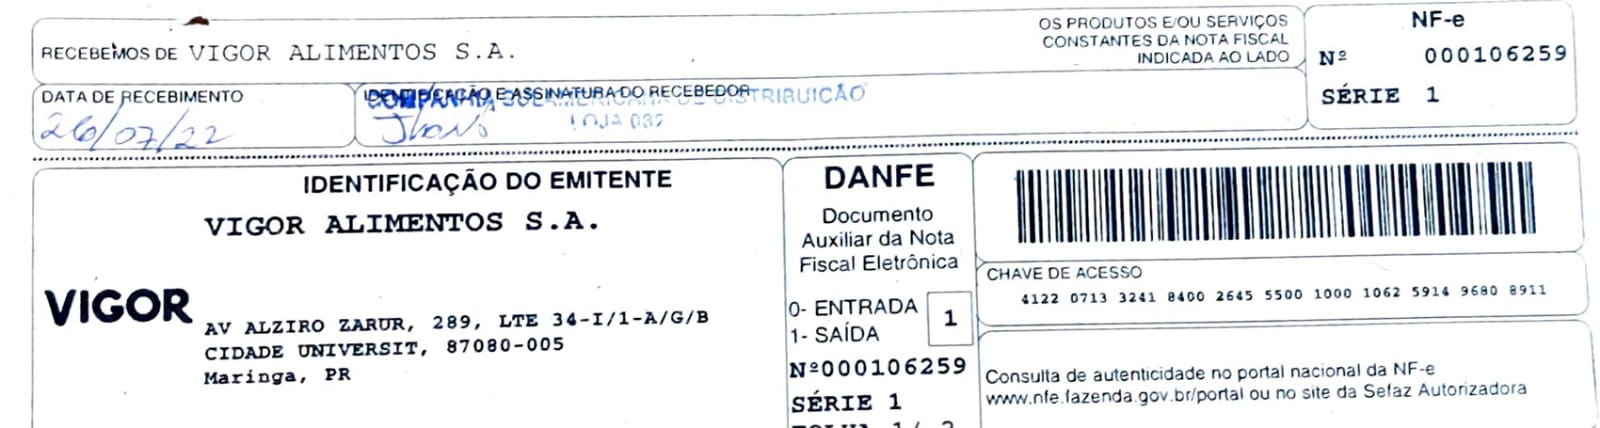 RECEBEMOS DE VIGOR ALIMENTOS S.A.
OS PRODUTOS E/OU SERVIÇOS
CONSTANTES DA NOTA FISCAL
INDICADA AO LADO
NF-e
Nº 000106259
SÉRIE 1
DATA DE RECEBIMENTO
26/07/22
IDENTIFICAÇÃO E ASSINATURA DO RECEBEDOR
COMPANHIA SULAMERICANA DE DISTRIBUICÃO
LOJA 032
IDENTIFICAÇÃO DO EMITENTE
VIGOR ALIMENTOS S.A.
VIGOR
AV ALZIRO ZARUR, 289, LTE 34-I/1-A/G/B
CIDADE UNIVERSIT, 87080-005
Maringa, PR
DANFE
Documento
Auxiliar da Nota
Fiscal Eletrônica
0- ENTRADA
1- SAÍDA
1
Nº000106259
SÉRIE 1
CHAVE DE ACESSO
4122 0713 3241 8400 2645 5500 1000 1062 5914 9680 8911
Consulta de autenticidade no portal nacional da NF-e
www.nfe.fazenda.gov.br/portal ou no site da Sefaz Autorizadora